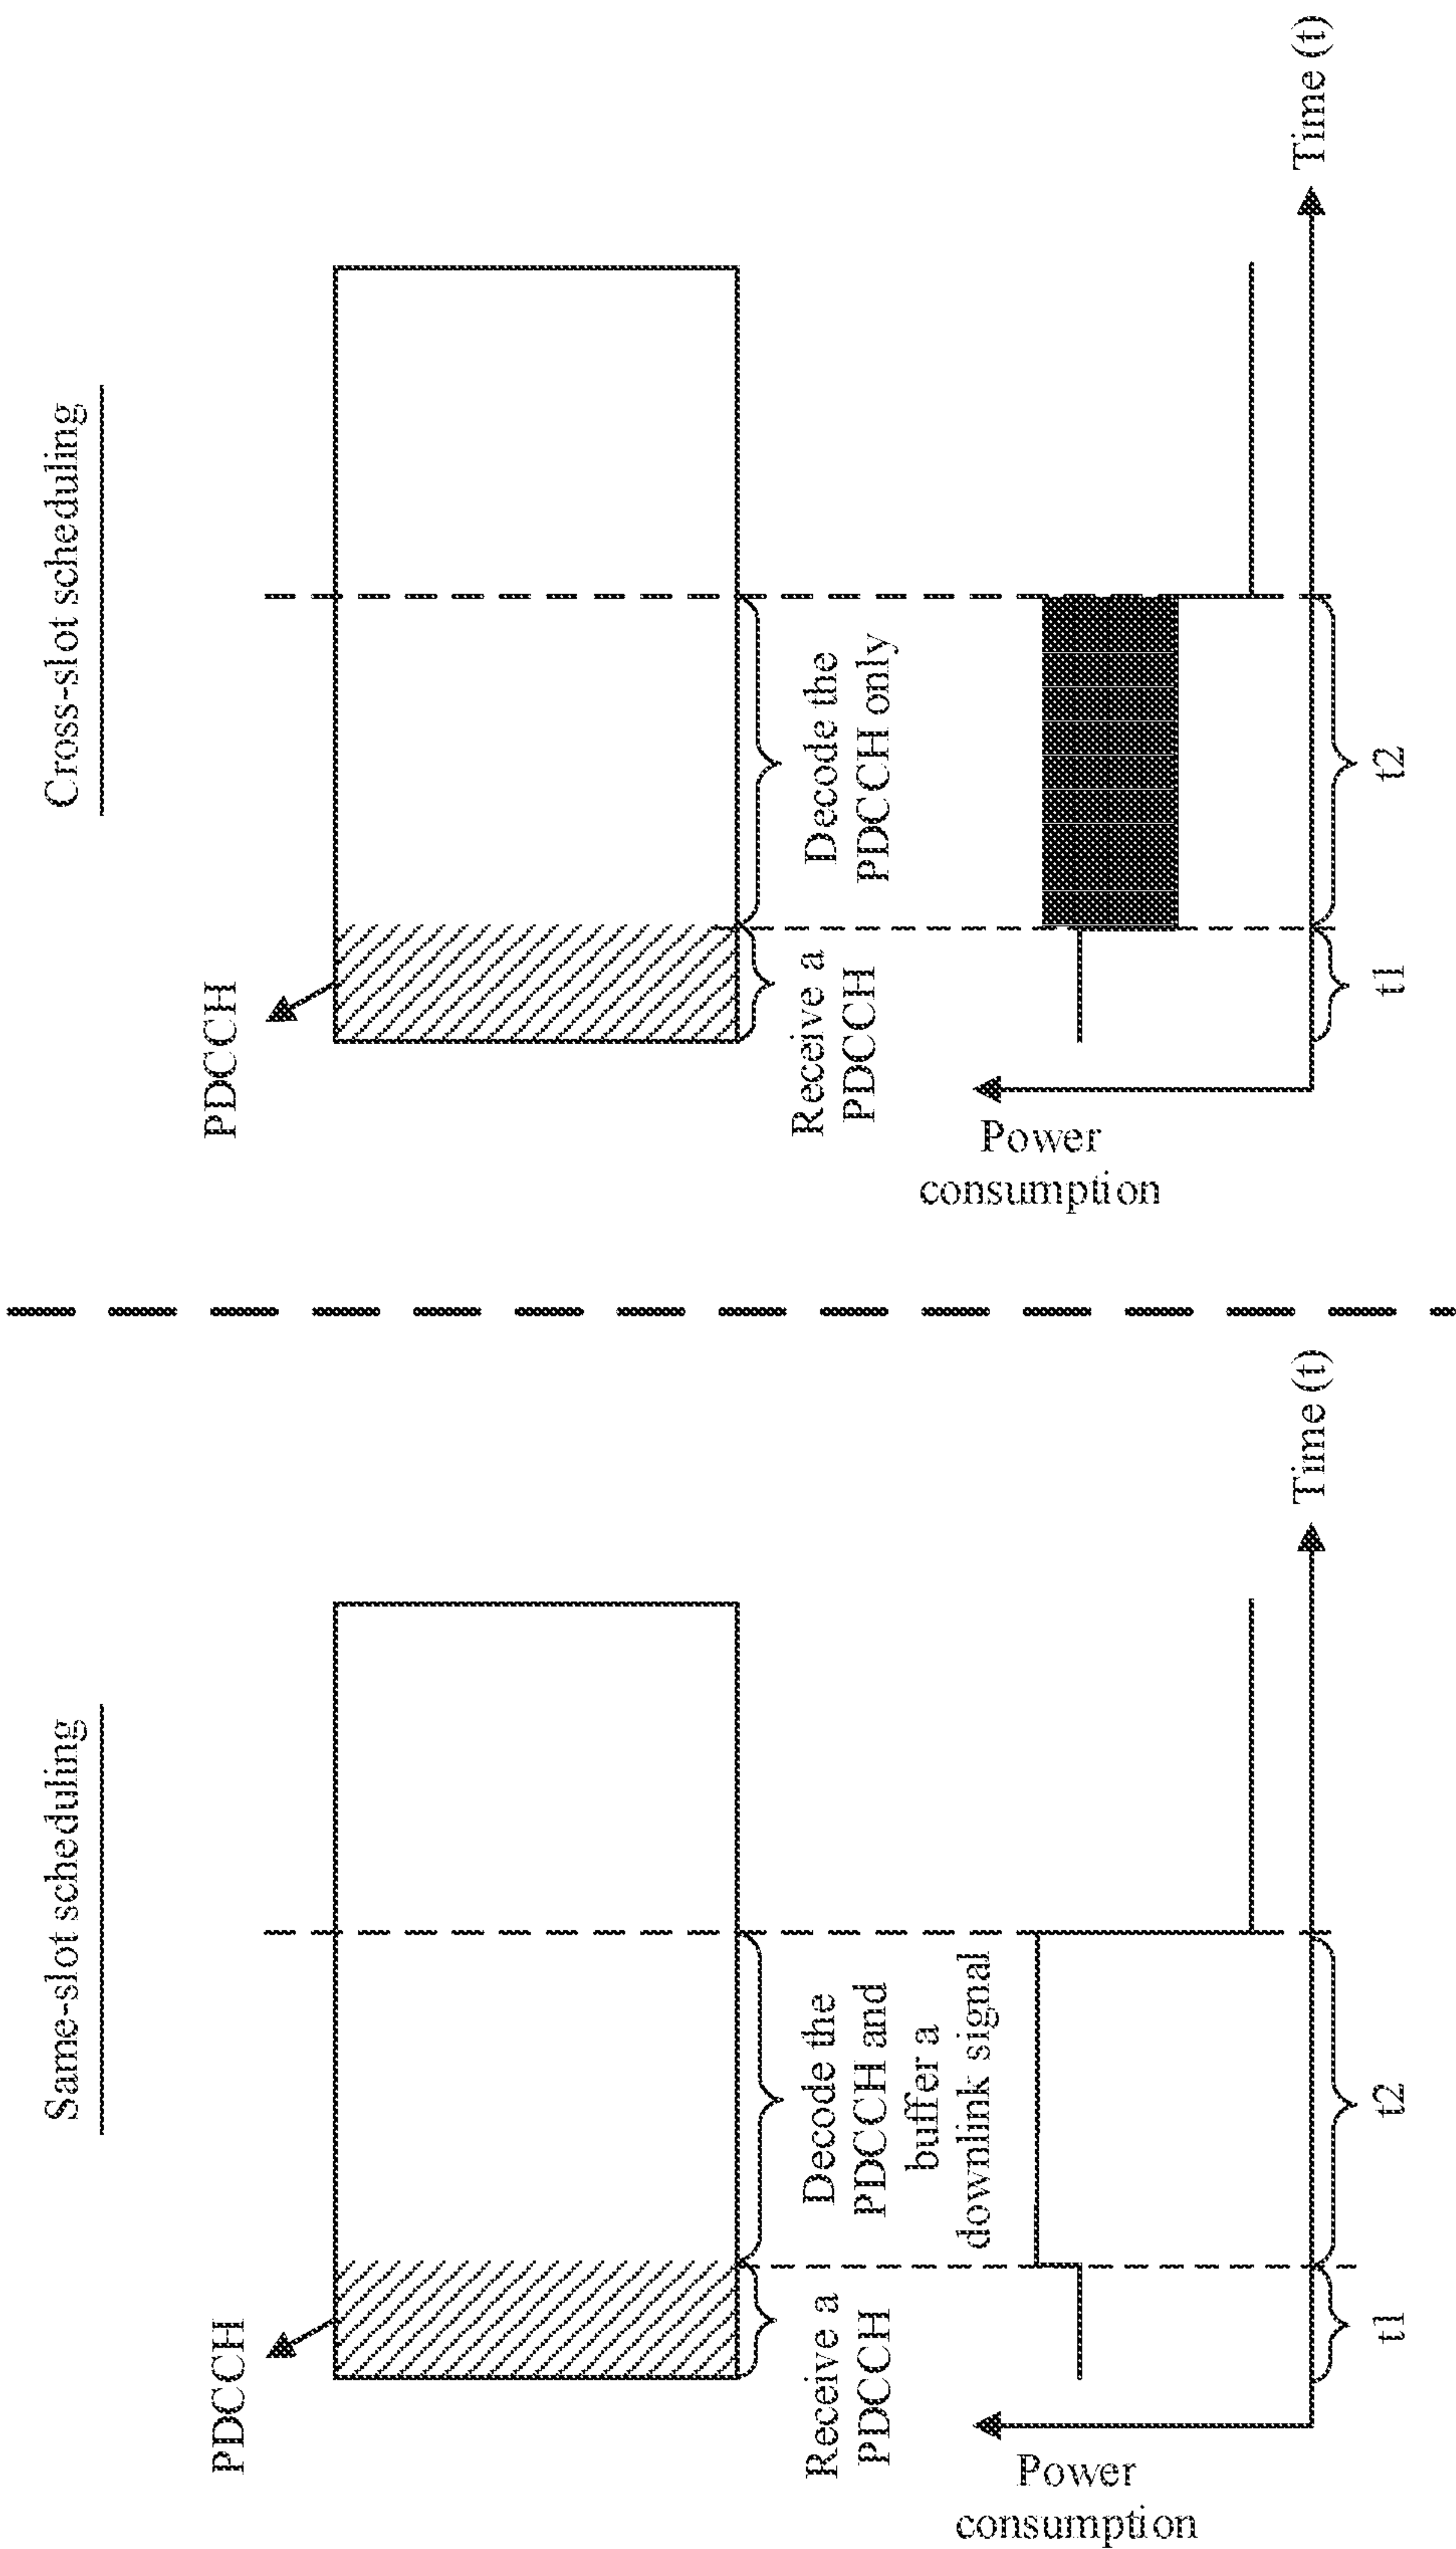 Same-slot scheduling
PDCCH
Receive a
PDCCH
Decode the
PDCCH and
buffer a
downlink signal
Power
consumption
t1
t2
Time (t)
Cross-slot scheduling
PDCCH
Receive a
PDCCH
Decode the
PDCCH only
Power
consumption
t1
t2
Time (t)